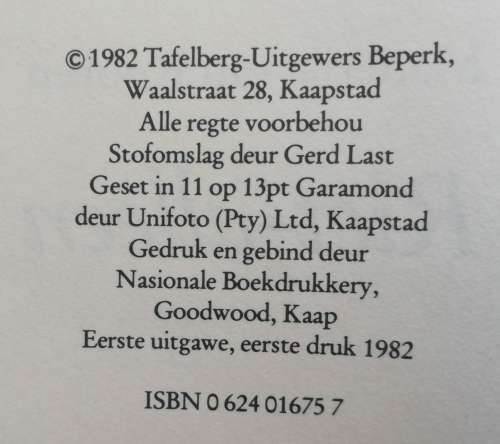 © 1982 Tafelberg-Uitgewers Beperk,
Waalstraat 28, Kaapstad
Alle regte voorbehou
Stofomslag deur Gerd Last
Geset in 11 op 13pt Garamond
deur Unifoto (Pty) Ltd, Kaapstad
Gedruk en gebind deur
Nasionale Boekdrukkery,
Goodwood, Kaap
Eerste uitgawe, eerste druk 1982
ISBN 0 624 01675 7